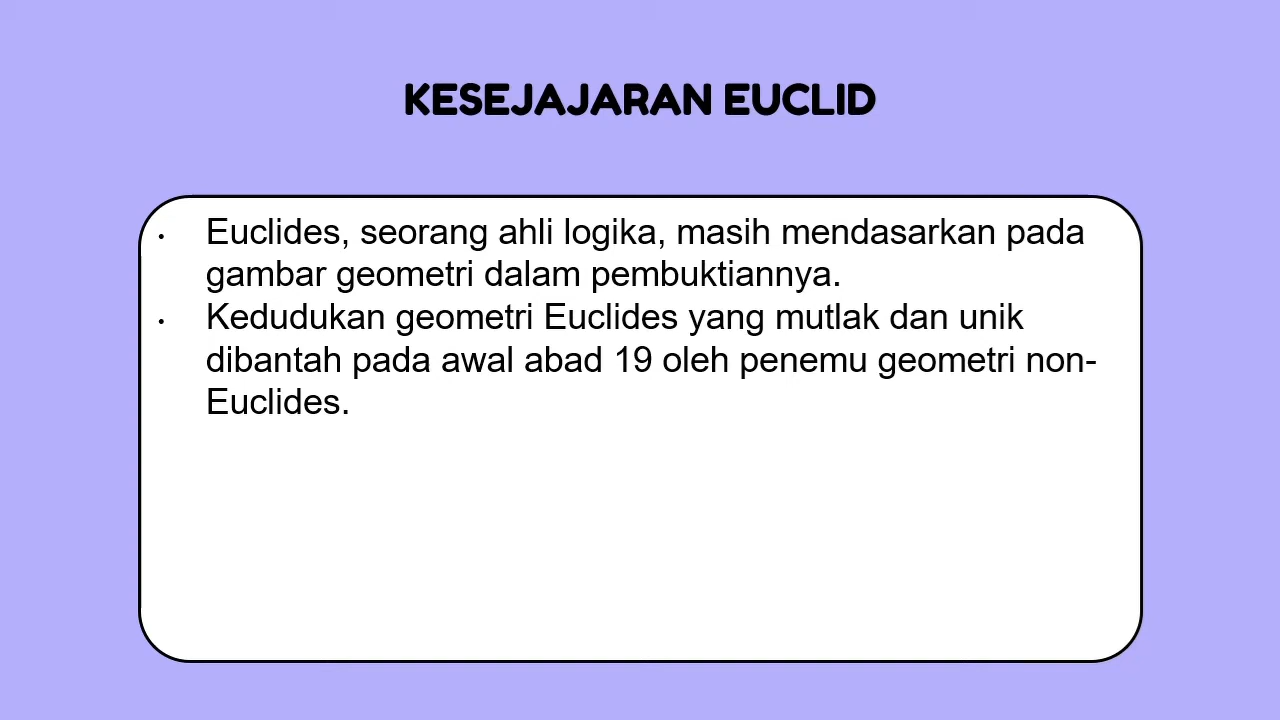 KESEJAJARAN EUCLID
• Euclides, seorang ahli logika, masih mendasarkan pada
gambar geometri dalam pembuktiannya.
• Kedudukan geometri Euclides yang mutlak dan unik
dibantah pada awal abad 19 oleh penemu geometri non-
Euclides.